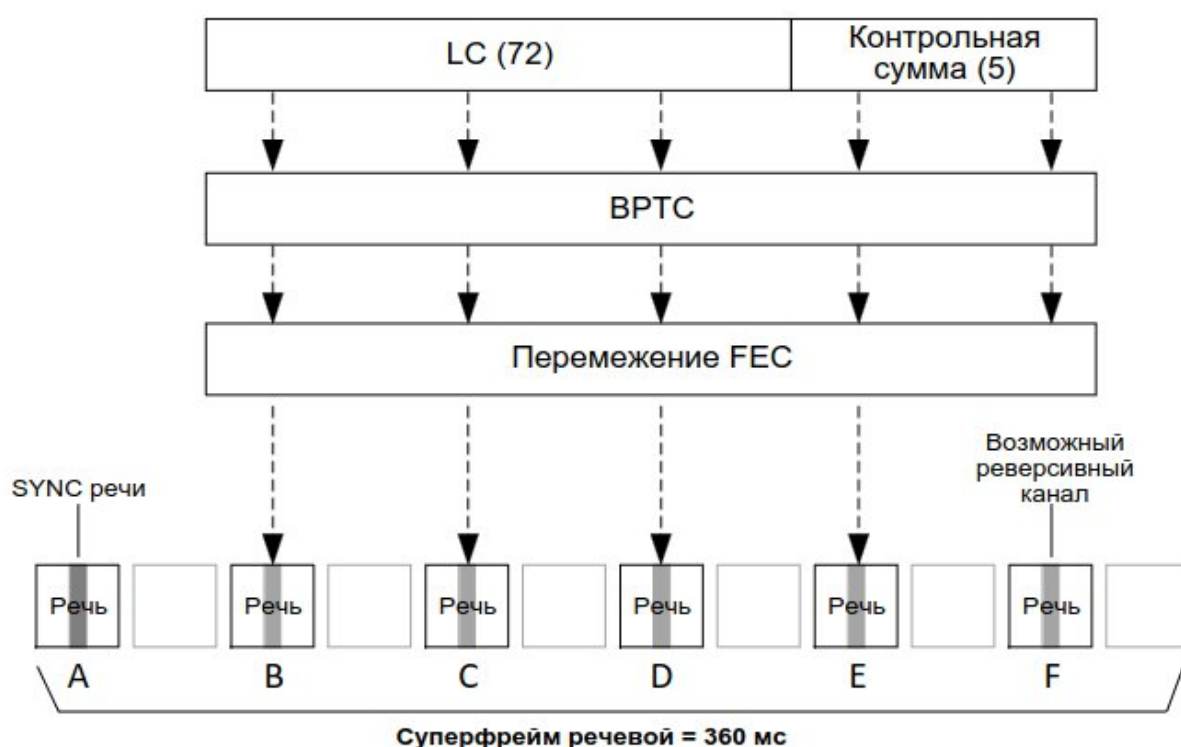 LC (72)
Контрольная
сумма (5)
BPTC
Перемежение FEC
Возможный
реверсивный
канал
SYNC речи
Речь
Речь
Речь
Речь
Речь
Речь
A
B
C
D
E
F
Суперфрейм речевой = 360 мс